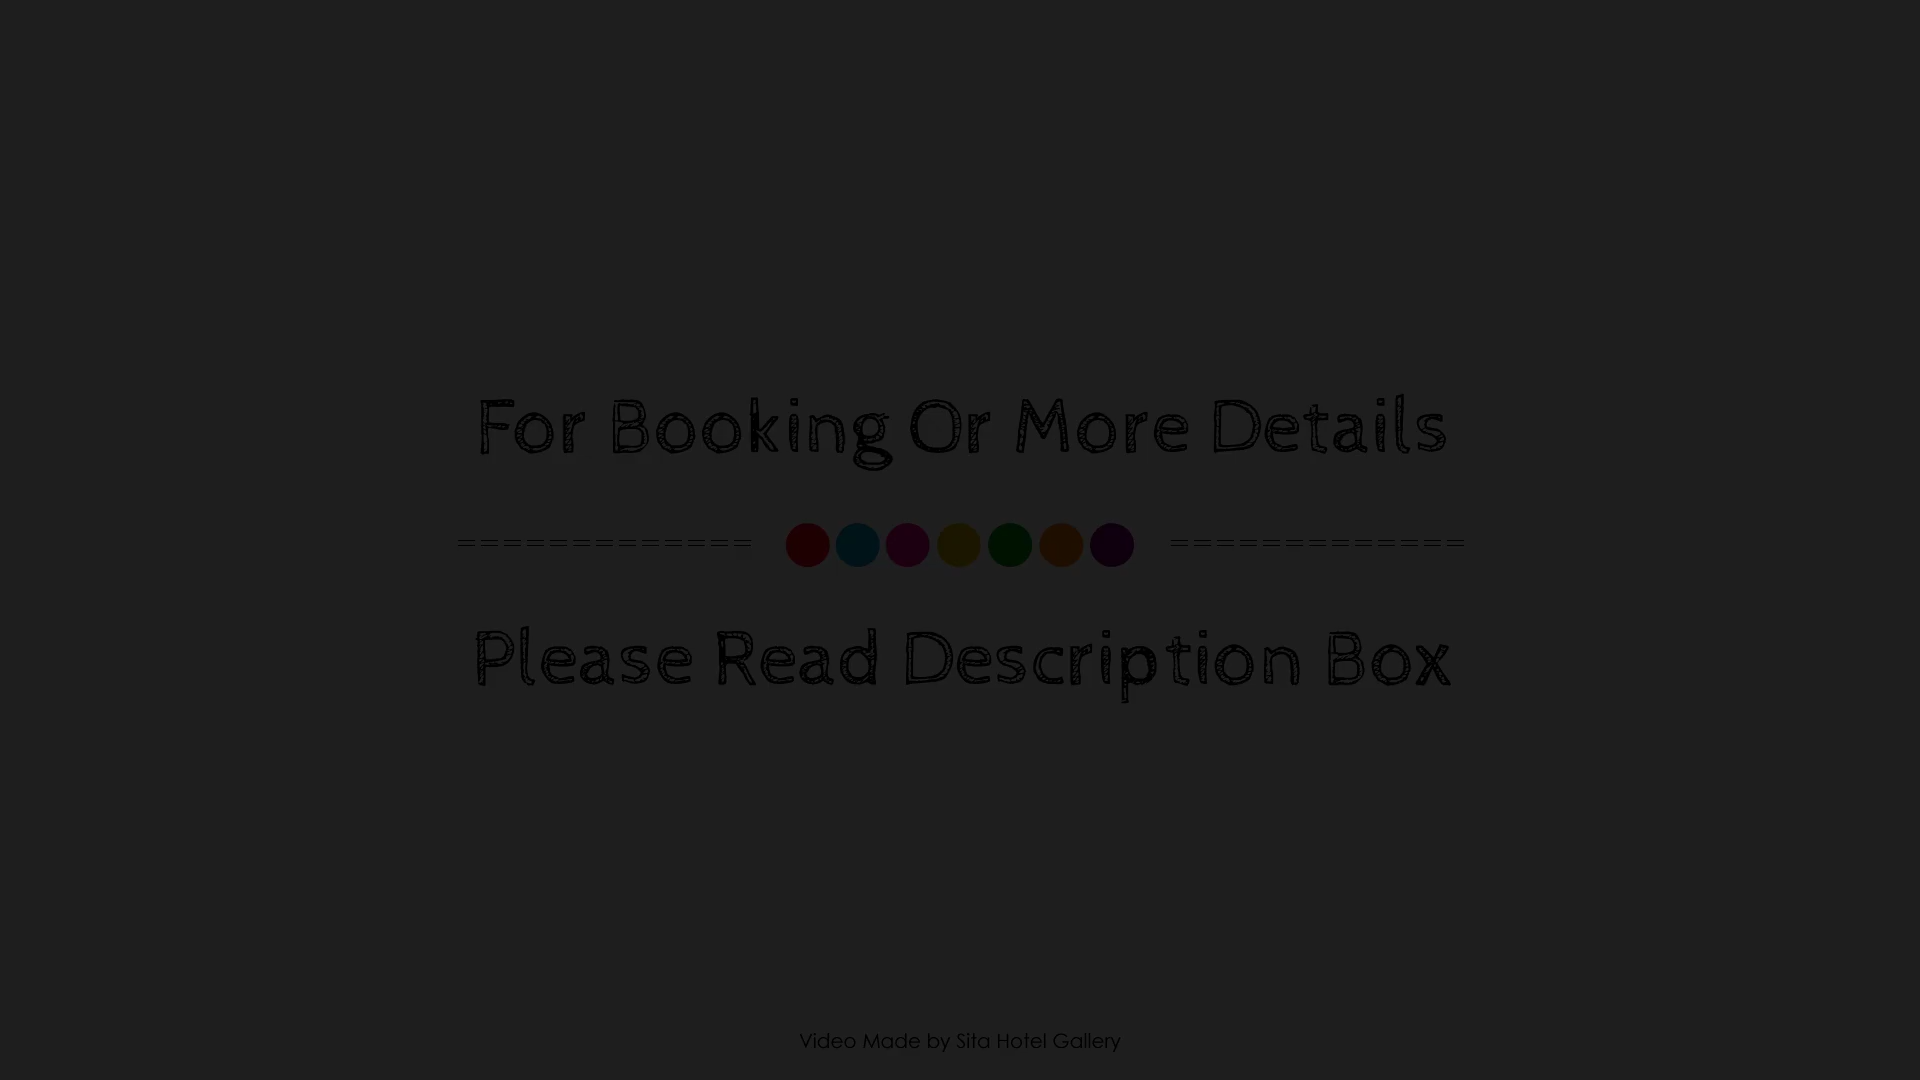 For Booking Or More Details
============= =============
Please Read Description Box
Video Made by Sita Hotel Gallery